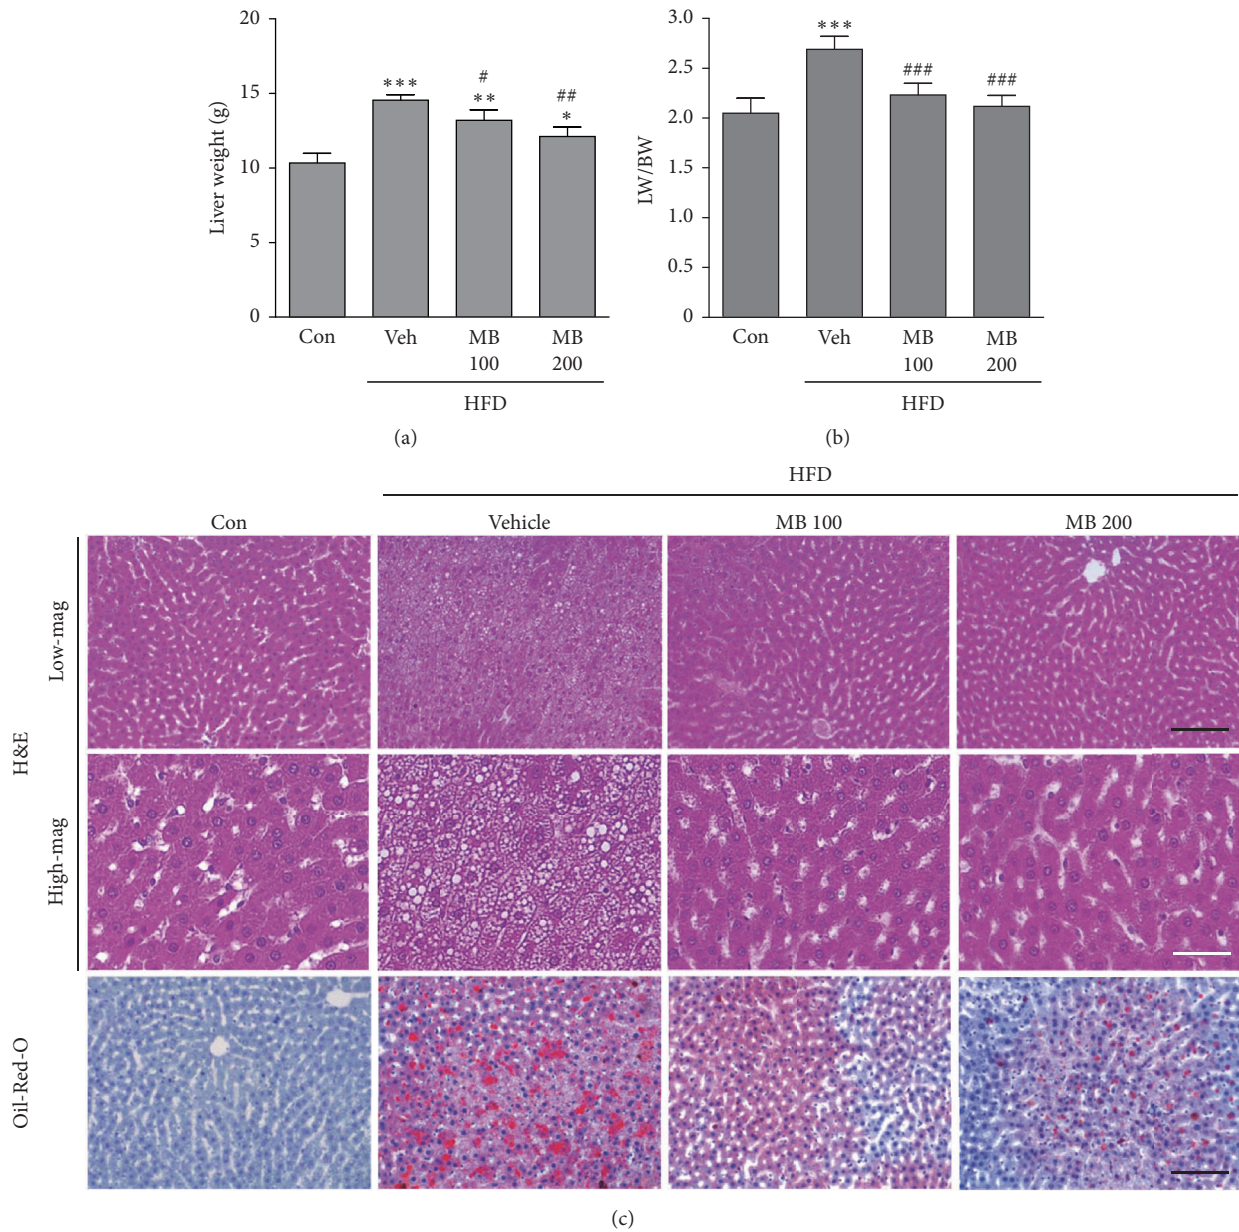 20
15
10
5
0
Liver weight (g)
***
#
**
##
*
Con
Veh
MB
100
MB
200
HFD
(a)
3.0
2.5
2.0
1.5
1.0
0.5
0
LW/BW
***
###
###
Con
Veh
MB
100
MB
200
HFD
(b)
HFD
Con
Vehicle
MB 100
MB 200
H&E
Low-mag
High-mag
Oil-Red-O
(c)